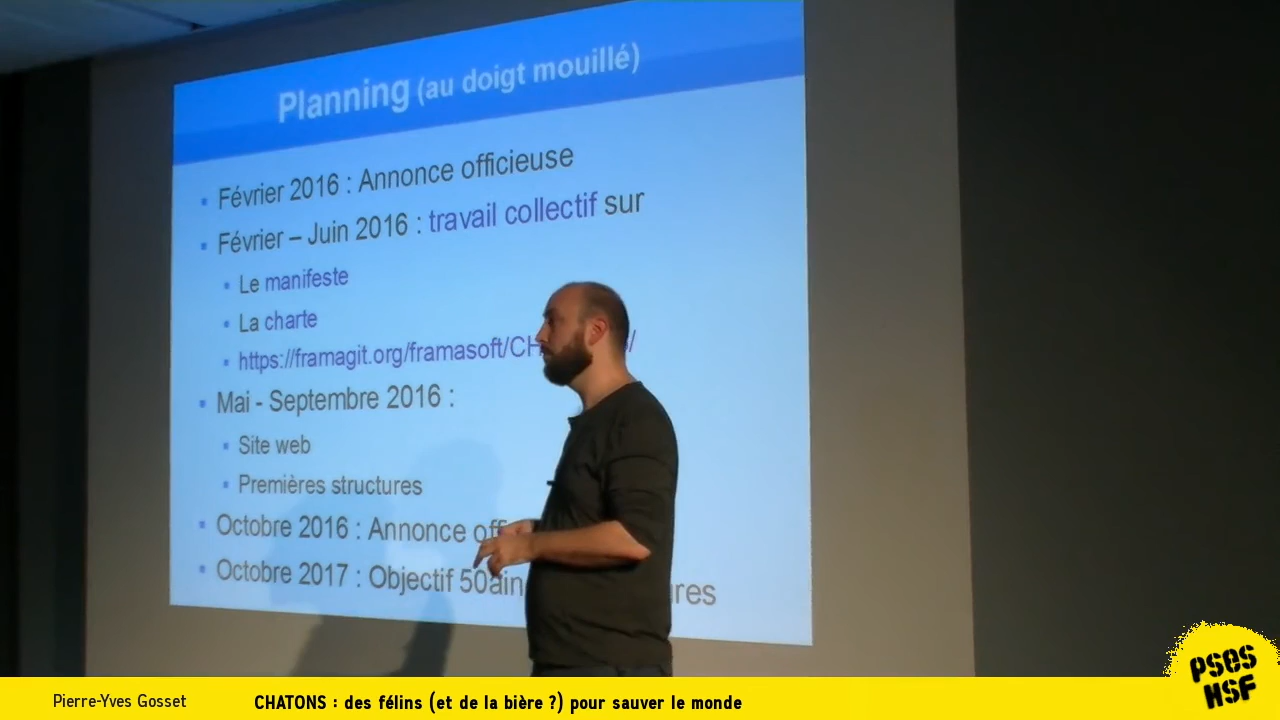 Planning (au doigt mouillé)
Février 2016 : Annonce officieuse
Février – Juin 2016 : travail collectif sur
Le manifeste
La charte
https://framagit.org/framasoft/CH
Mai - Septembre 2016 :
Site web
Premières structures
Octobre 2016 : Annonce off
Octobre 2017 : Objectif 50ain
Pierre-Yves Gosset
CHATONS : des félins (et de la bière ?) pour sauver le monde
PSES
HSF